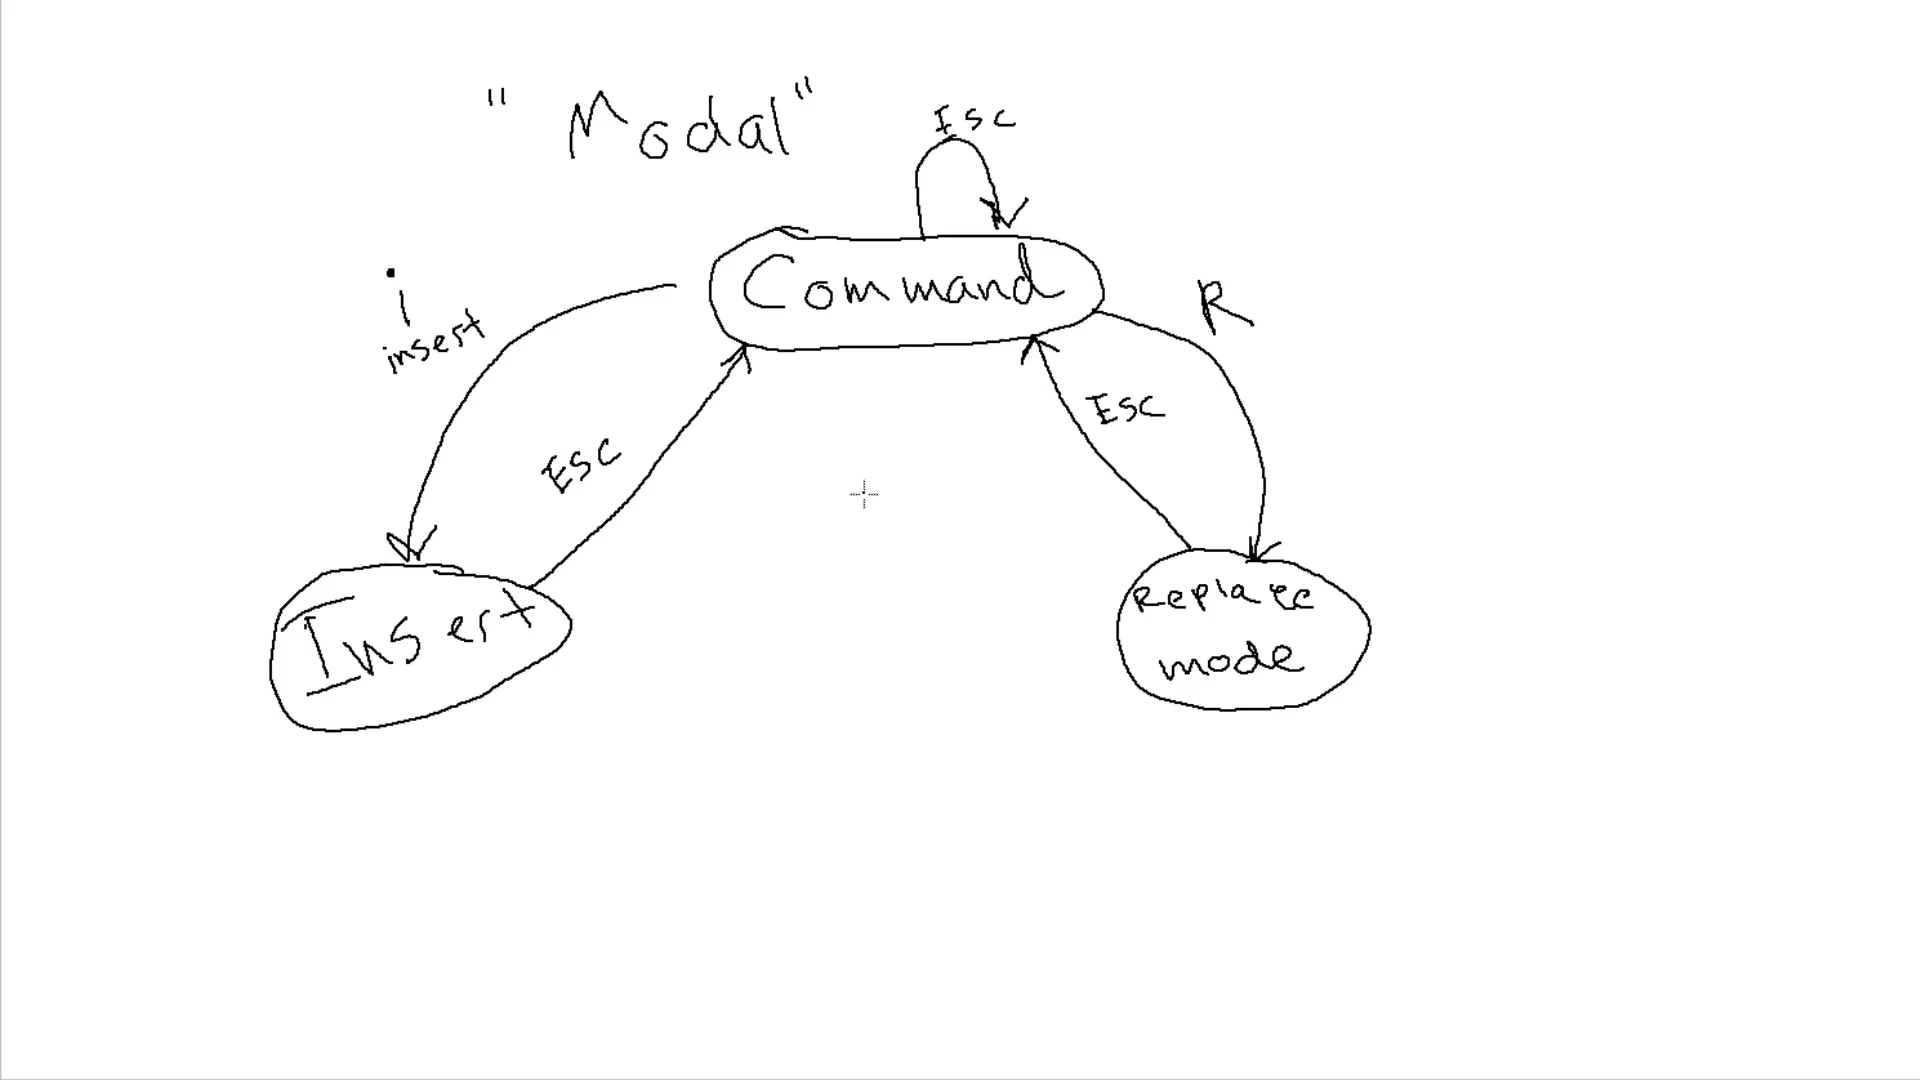 "Modal"
Esc
Command
i
insert
R
Esc
Esc
Insert
Replace
mode